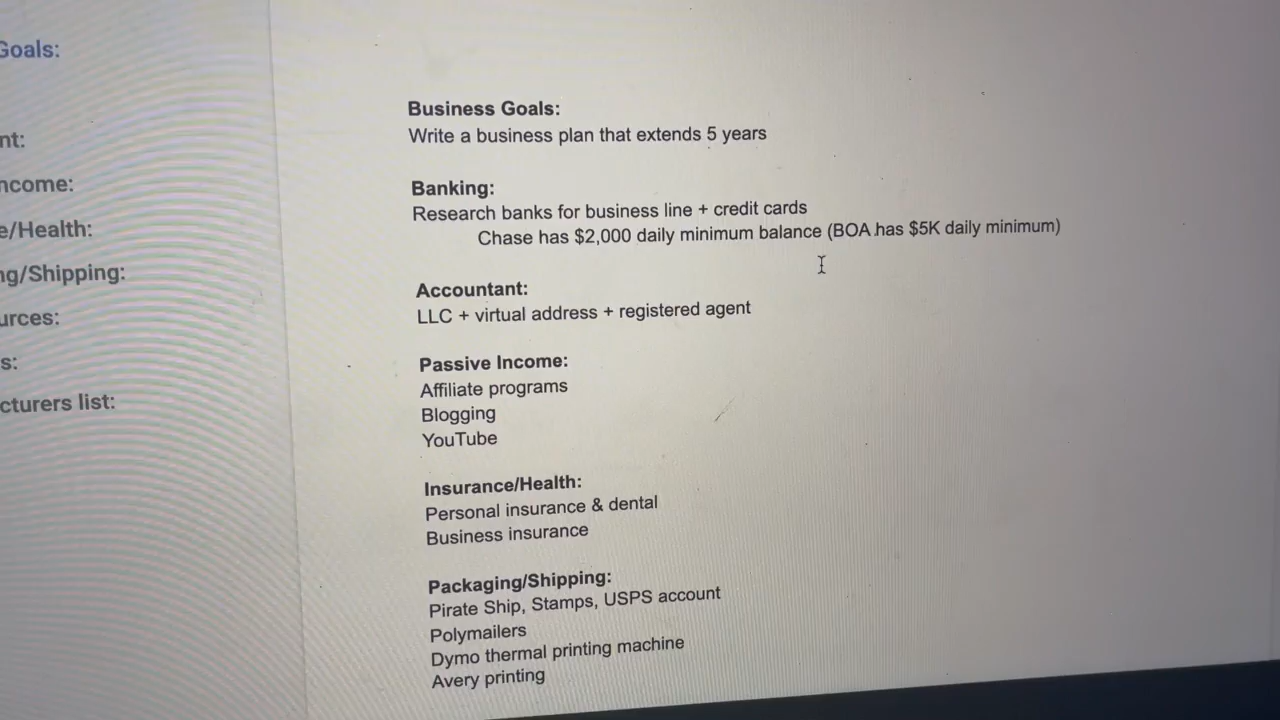 Goals:
nt:
ncome:
e/Health:
ng/Shipping:
urces:
s:
cturers list:
Business Goals:
Write a business plan that extends 5 years
Banking:
Research banks for business line + credit cards
Chase has $2,000 daily minimum balance (BOA has $5K daily minimum)
Accountant:
LLC + virtual address + registered agent
Passive Income:
Affiliate programs
Blogging
YouTube
Insurance/Health:
Personal insurance & dental
Business insurance
Packaging/Shipping:
Pirate Ship, Stamps, USPS account
Polymailers
Dymo thermal printing machine
Avery printing